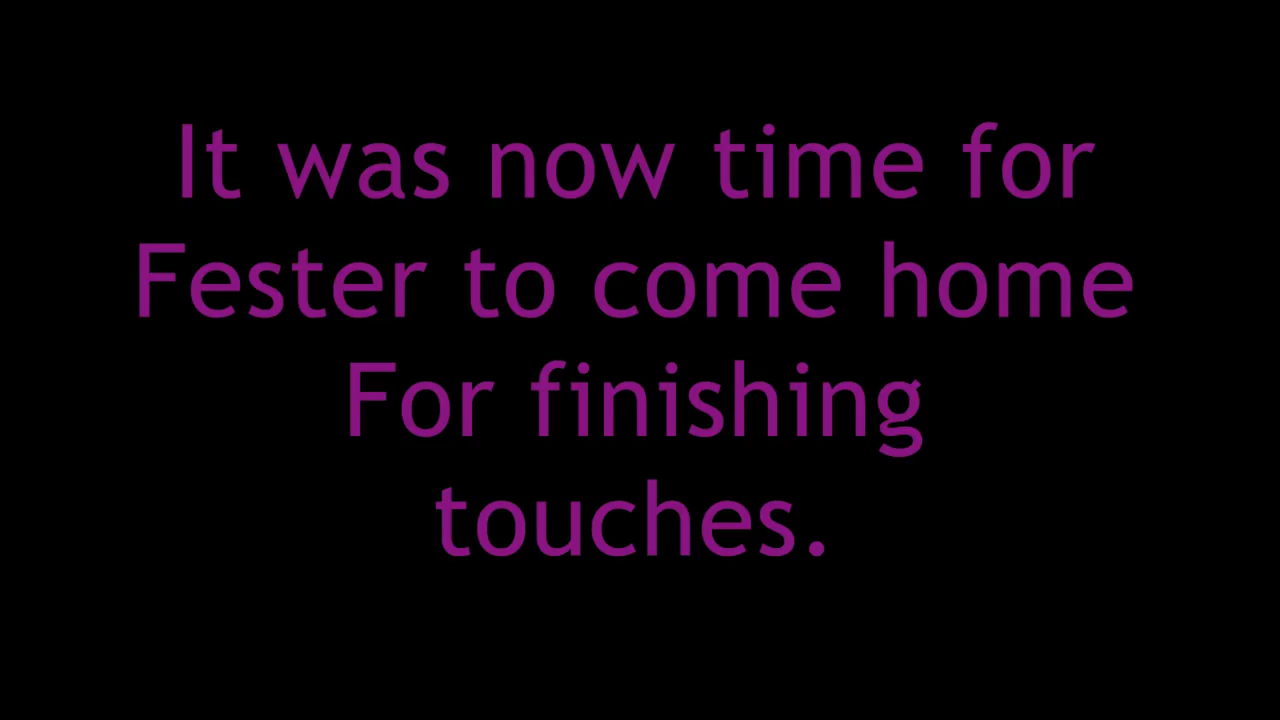 It was now time for
Fester to come home
For finishing
touches.